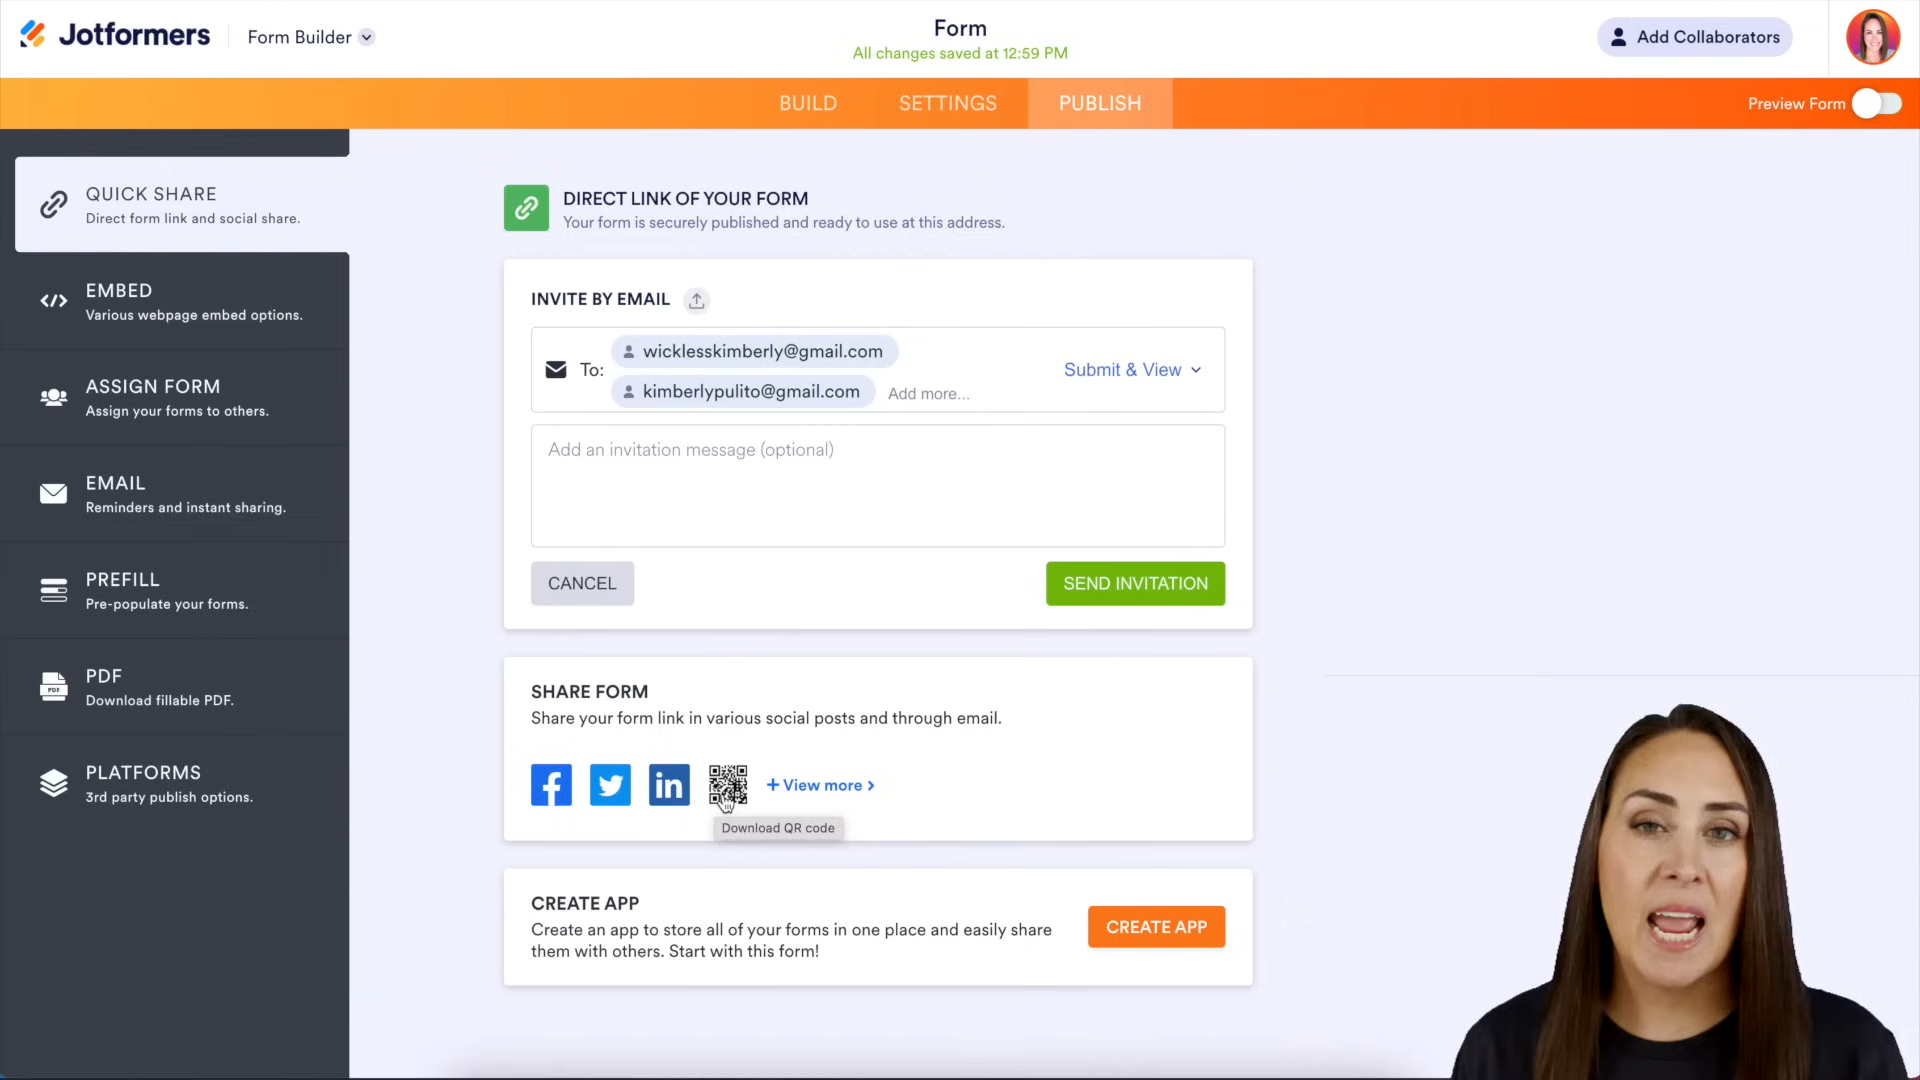 Jotformers
Form Builder
Form
All changes saved at 12:59 PM
Add Collaborators
BUILD
SETTINGS
PUBLISH
Preview Form
QUICK SHARE
Direct form link and social share.
EMBED
Various webpage embed options.
ASSIGN FORM
Assign your forms to others.
EMAIL
Reminders and instant sharing.
PREFILL
Pre-populate your forms.
PDF
PDF
Download fillable PDF.
PLATFORMS
3rd party publish options.
DIRECT LINK OF YOUR FORM
Your form is securely published and ready to use at this address.
INVITE BY EMAIL
To:
wicklesskimberly@gmail.com
kimberlypulito@gmail.com
Add more...
Submit & View
Add an invitation message (optional)
CANCEL
SEND INVITATION
SHARE FORM
Share your form link in various social posts and through email.
f
in
+ View more >
Download QR code
CREATE APP
Create an app to store all of your forms in one place and easily share
them with others. Start with this form!
CREATE APP